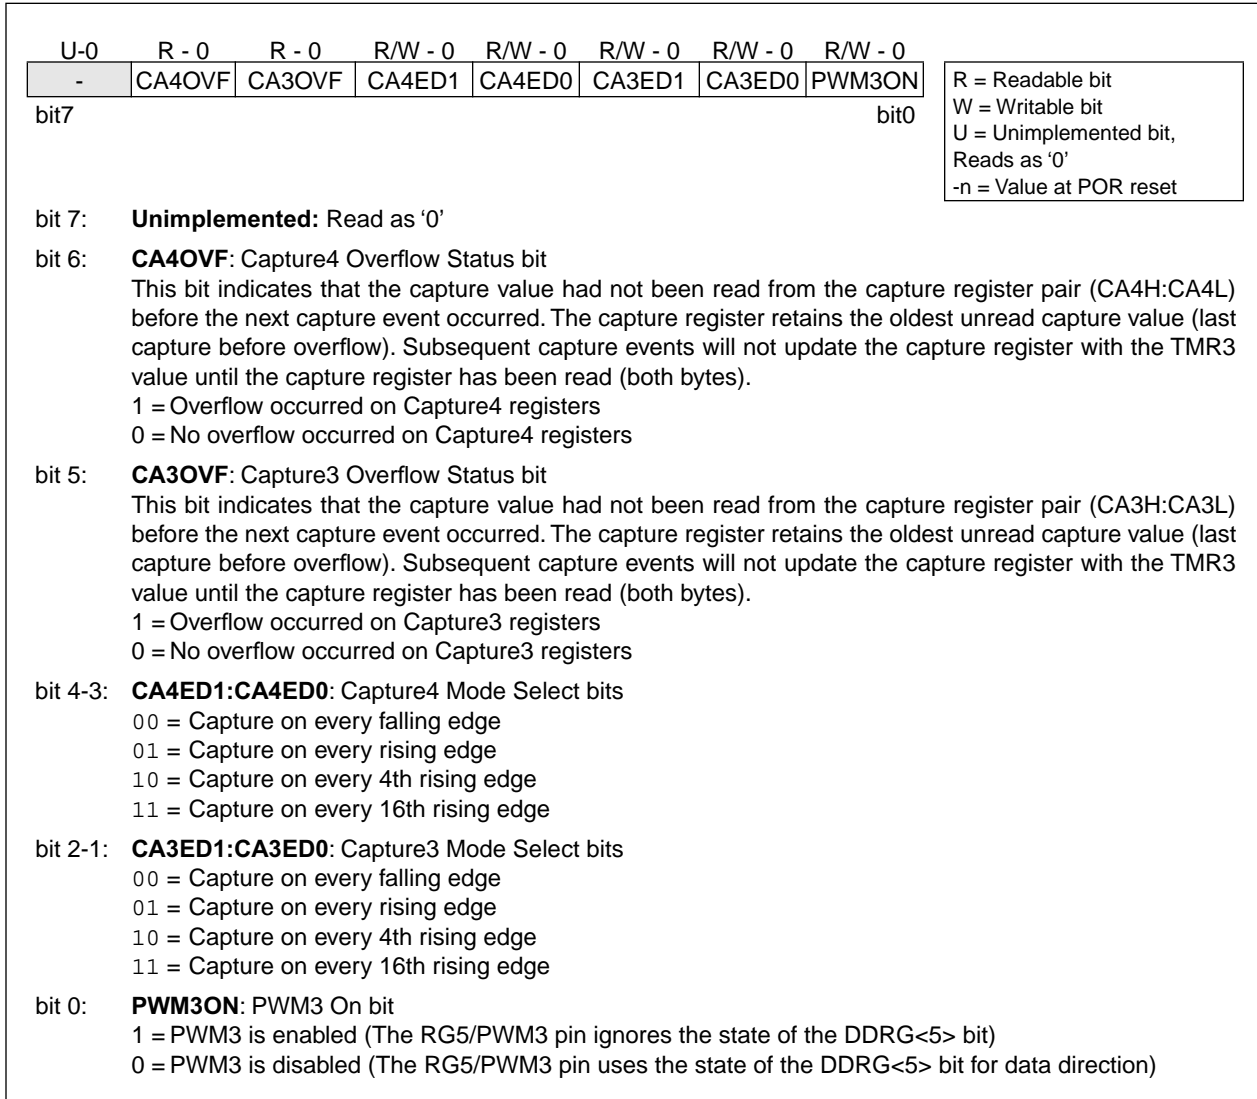 U-0 R - 0 R - 0 R/W - 0 R/W - 0 R/W - 0 R/W - 0 R/W - 0
- CA4OVF CA3OVF CA4ED1 CA4ED0 CA3ED1 CA3ED0 PWM3ON
bit7 bit0
R = Readable bit
W = Writable bit
U = Unimplemented bit,
Reads as ‘0’
-n = Value at POR reset
bit 7: Unimplemented: Read as ‘0’
bit 6: CA4OVF: Capture4 Overflow Status bit
This bit indicates that the capture value had not been read from the capture register pair (CA4H:CA4L)
before the next capture event occurred. The capture register retains the oldest unread capture value (last
capture before overflow). Subsequent capture events will not update the capture register with the TMR3
value until the capture register has been read (both bytes).
1 = Overflow occurred on Capture4 registers
0 = No overflow occurred on Capture4 registers
bit 5: CA3OVF: Capture3 Overflow Status bit
This bit indicates that the capture value had not been read from the capture register pair (CA3H:CA3L)
before the next capture event occurred. The capture register retains the oldest unread capture value (last
capture before overflow). Subsequent capture events will not update the capture register with the TMR3
value until the capture register has been read (both bytes).
1 = Overflow occurred on Capture3 registers
0 = No overflow occurred on Capture3 registers
bit 4-3: CA4ED1:CA4ED0: Capture4 Mode Select bits
00 = Capture on every falling edge
01 = Capture on every rising edge
10 = Capture on every 4th rising edge
11 = Capture on every 16th rising edge
bit 2-1: CA3ED1:CA3ED0: Capture3 Mode Select bits
00 = Capture on every falling edge
01 = Capture on every rising edge
10 = Capture on every 4th rising edge
11 = Capture on every 16th rising edge
bit 0: PWM3ON: PWM3 On bit
1 = PWM3 is enabled (The RG5/PWM3 pin ignores the state of the DDRG<5> bit)
0 = PWM3 is disabled (The RG5/PWM3 pin uses the state of the DDRG<5> bit for data direction)